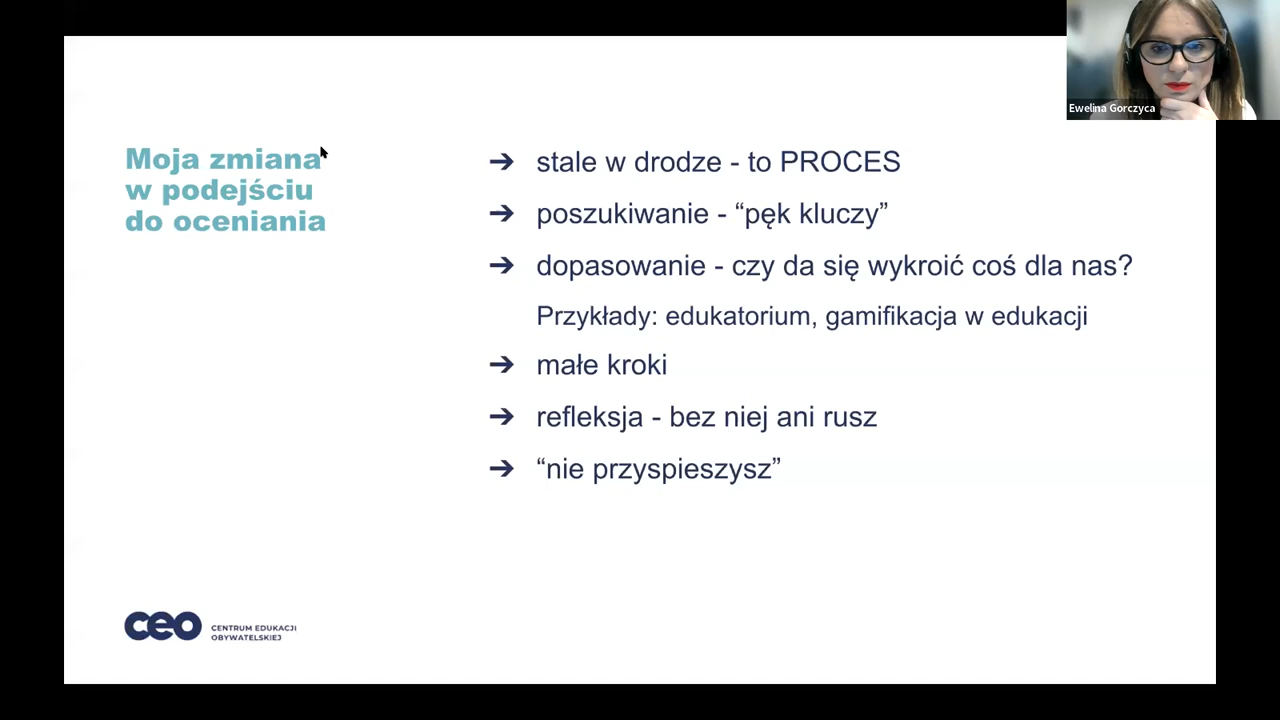 Ewelina Gorczyca
Moja zmiana
w podejściu
do oceniania
➔ stale w drodze - to PROCES
➔ poszukiwanie - “pęk kluczy”
➔ dopasowanie - czy da się wykroić coś dla nas?
Przykłady: edukatorium, gamifikacja w edukacji
➔ małe kroki
➔ refleksja - bez niej ani rusz
➔ “nie przyspieszysz”
ceo CENTRUM EDUKACJI
OBYWATELSKIEJ